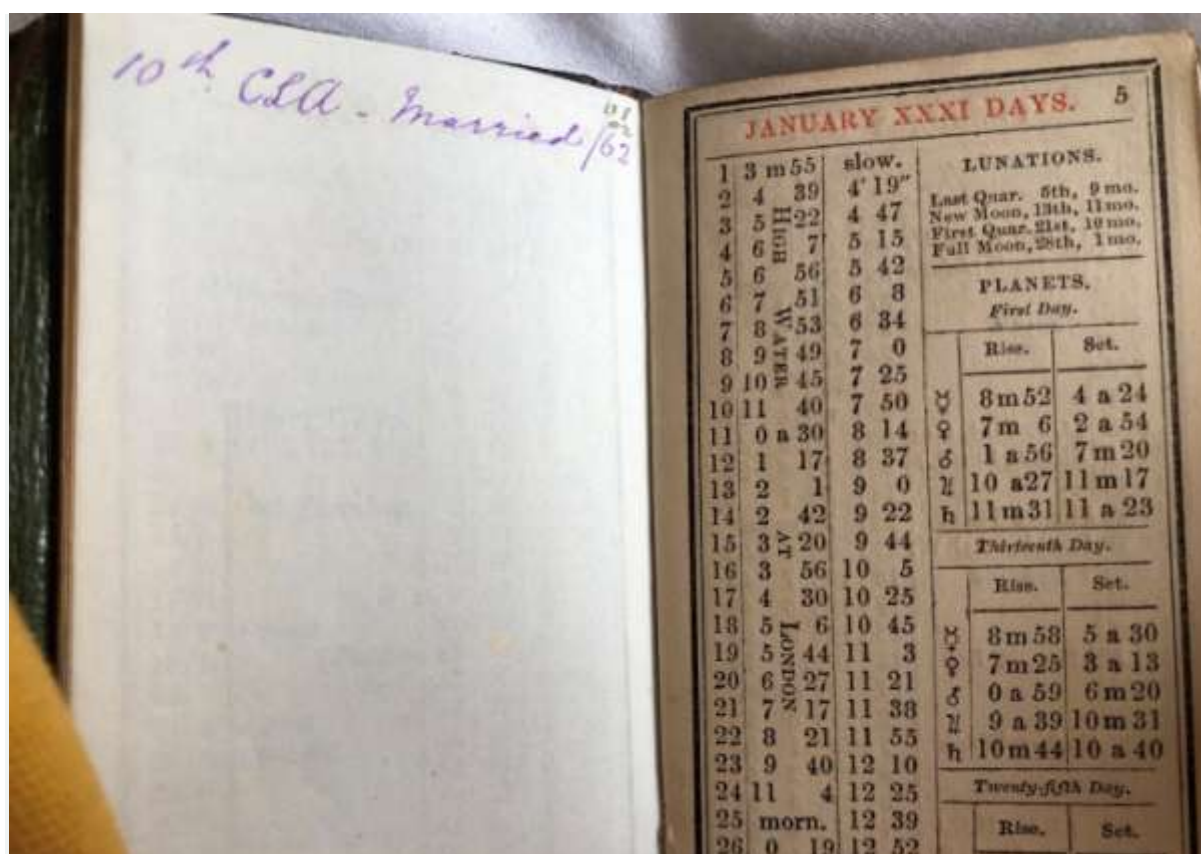 10th CLA - Married /62
JANUARY XXXI DAYS. 5
HIGH WATER AT LONDON
slow.
1 3 m 55 4' 19"
2 4 39 4 47
3 5 22 5 15
4 6 7 5 42
5 6 56 6 8
6 7 51 6 34
7 8 53 7 0
8 9 49 7 25
9 10 45 7 50
10 11 40 8 14
11 0 a 30 8 37
12 1 17 9 0
13 2 1 9 22
14 2 42 9 44
15 3 20 10 5
16 3 56 10 25
17 4 30 10 45
18 5 6 11 3
19 5 44 11 21
20 6 27 11 38
21 7 17 11 55
22 8 21 12 10
23 9 40 12 25
24 11 4 12 39
25 morn. 12 52
26 0 19
LUNATIONS.
Last Quar. 5th, 9 mo.
New Moon, 13th, 11 mo.
First Quar. 21st, 10 mo.
Full Moon, 28th, 1 mo.
PLANETS.
First Day.
Rise. Set.
☿ 8 m 52 4 a 24
♀ 7 m 6 2 a 54
♂ 1 a 56 7 m 20
♃ 10 a 27 11 m 17
♄ 11 m 31 11 a 23
Thirteenth Day.
Rise. Set.
☿ 8 m 58 5 a 30
♀ 7 m 25 3 a 13
♂ 0 a 59 6 m 20
♃ 9 a 39 10 m 31
♄ 10 m 44 10 a 40
Twenty-fifth Day.
Rise. Set.